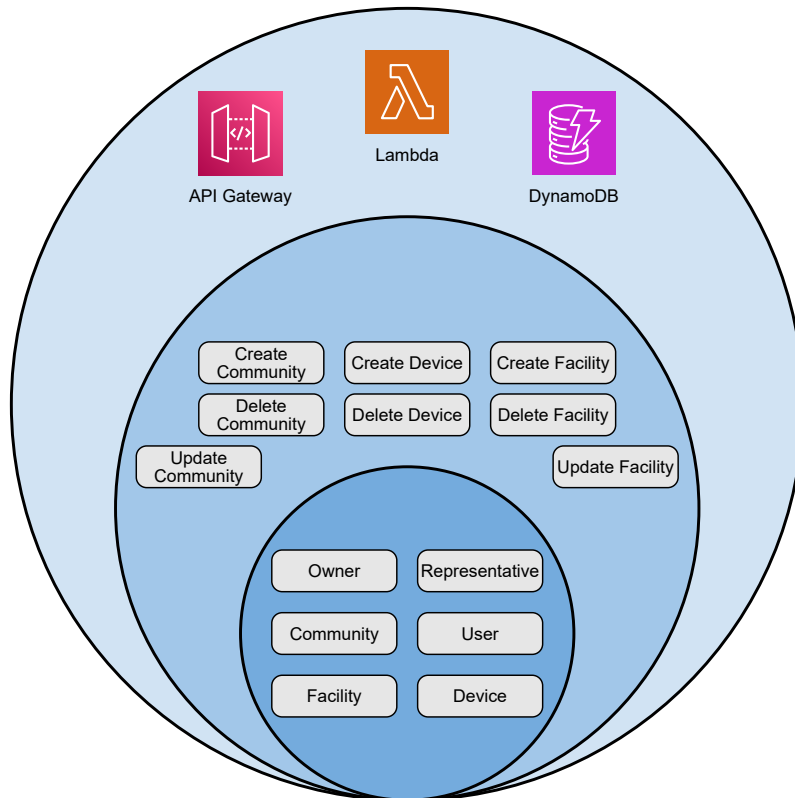 </>
Lambda
API Gateway
DynamoDB
Create
Community
Create Device
Create Facility
Delete
Community
Delete Device
Delete Facility
Update
Community
Update Facility
Owner
Representative
Community
User
Facility
Device